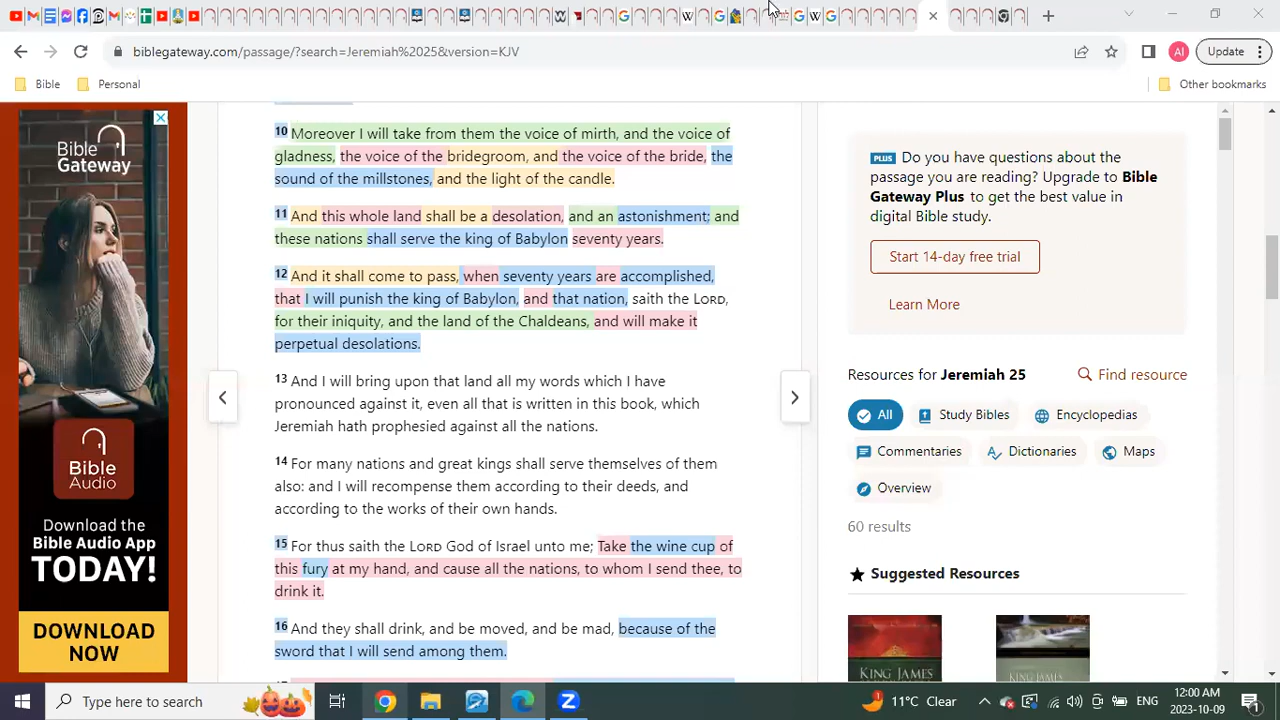 Update
biblegateway.com/passage/?search=Jeremiah%2025&version=KJV
Bible
Personal
Other bookmarks
Bible
Gateway
Bible
Audio
Download the
Bible Audio App
TODAY!
DOWNLOAD
NOW
10 Moreover I will take from them the voice of mirth, and the voice of
gladness, the voice of the bridegroom, and the voice of the bride, the
sound of the millstones, and the light of the candle.
11 And this whole land shall be a desolation, and an astonishment; and
these nations shall serve the king of Babylon seventy years.
12 And it shall come to pass, when seventy years are accomplished,
that I will punish the king of Babylon, and that nation, saith the LORD,
for their iniquity, and the land of the Chaldeans, and will make it
perpetual desolations.
13 And I will bring upon that land all my words which I have
pronounced against it, even all that is written in this book, which
Jeremiah hath prophesied against all the nations.
14 For many nations and great kings shall serve themselves of them
also: and I will recompense them according to their deeds, and
according to the works of their own hands.
15 For thus saith the LORD God of Israel unto me; Take the wine cup of
this fury at my hand, and cause all the nations, to whom I send thee, to
drink it.
16 And they shall drink, and be moved, and be mad, because of the
sword that I will send among them.
PLUS Do you have questions about the
passage you are reading? Upgrade to Bible
Gateway Plus to get the best value in
digital Bible study.
Start 14-day free trial
Learn More
Resources for Jeremiah 25
Find resource
All
Study Bibles
Encyclopedias
Commentaries
Dictionaries
Maps
Overview
60 results
Suggested Resources
KING JAMES
KING JAMES
Type here to search
11°C Clear
ENG
12:00 AM
2023-10-09